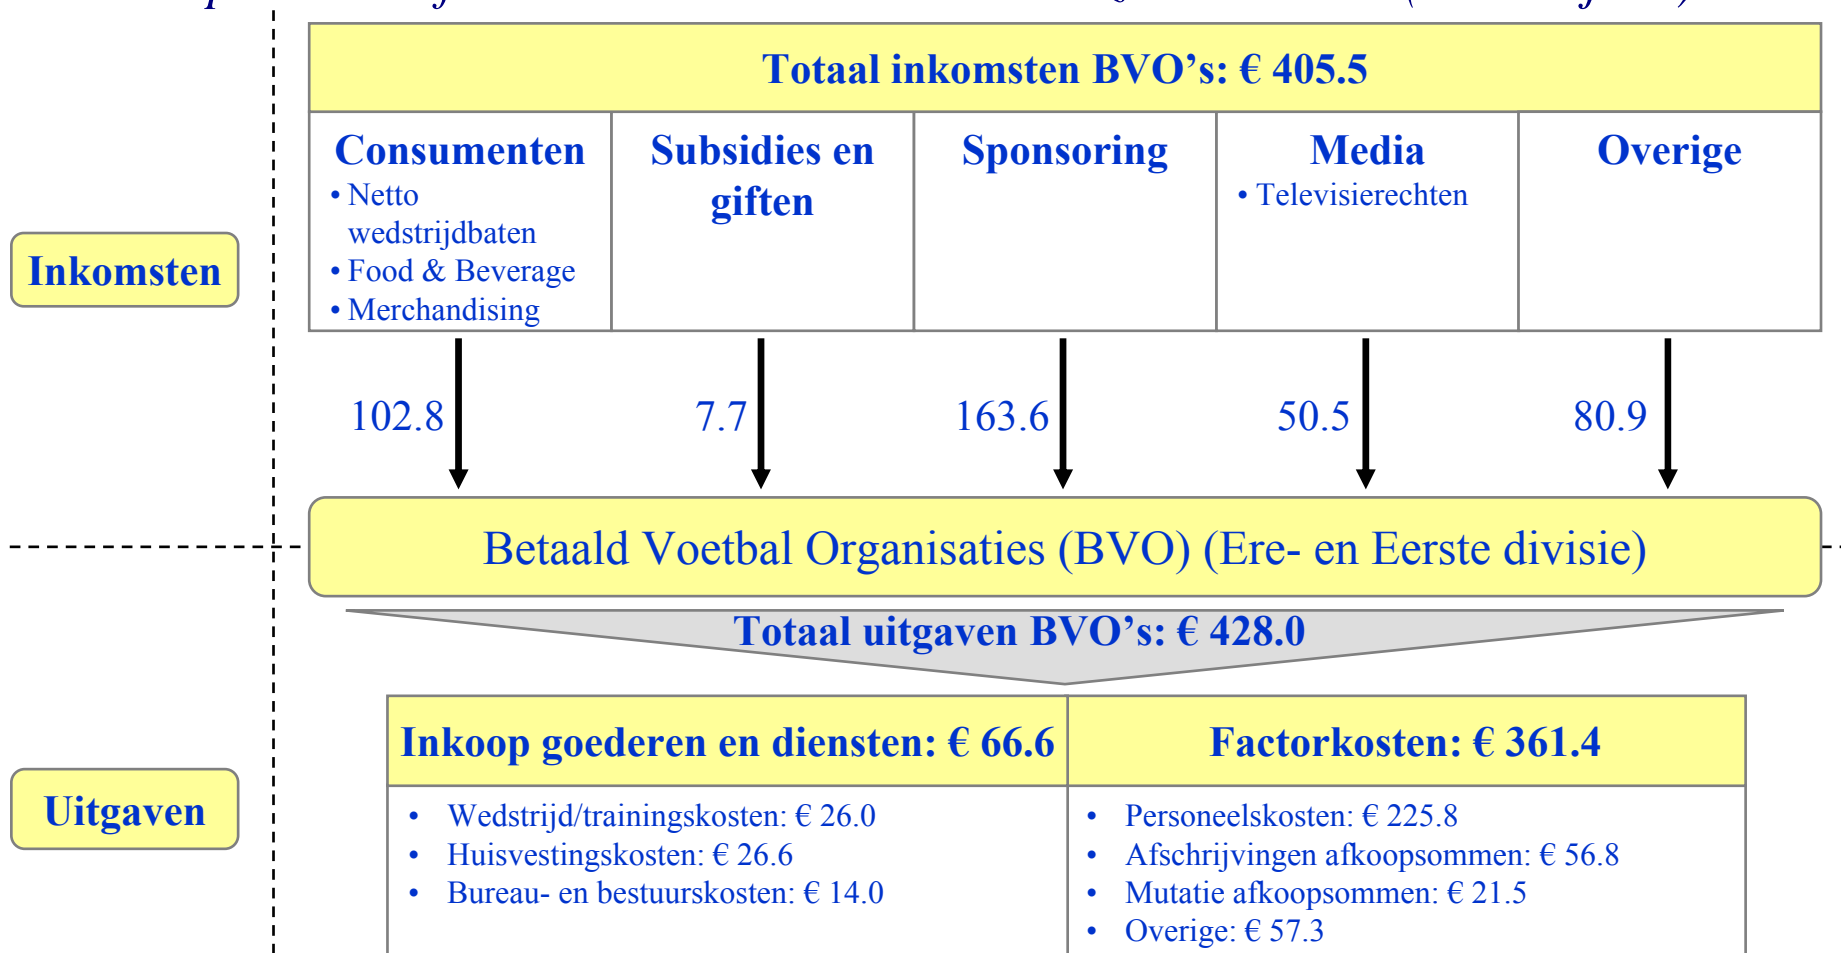 Totaal inkomsten BVO's: € 405.5
Consumenten
• Netto
wedstrijdbaten
• Food & Beverage
• Merchandising
Subsidies en
giften
Sponsoring
Media
• Televisierechten
Overige
Inkomsten
102.8
7.7
163.6
50.5
80.9
Betaald Voetbal Organisaties (BVO) (Ere- en Eerste divisie)
Totaal uitgaven BVO's: € 428.0
Inkoop goederen en diensten: € 66.6
Factorkosten: € 361.4
Uitgaven
• Wedstrijd/trainingskosten: € 26.0
• Huisvestingskosten: € 26.6
• Bureau- en bestuurskosten: € 14.0
• Personeelskosten: € 225.8
• Afschrijvingen afkoopsommen: € 56.8
• Mutatie afkoopsommen: € 21.5
• Overige: € 57.3